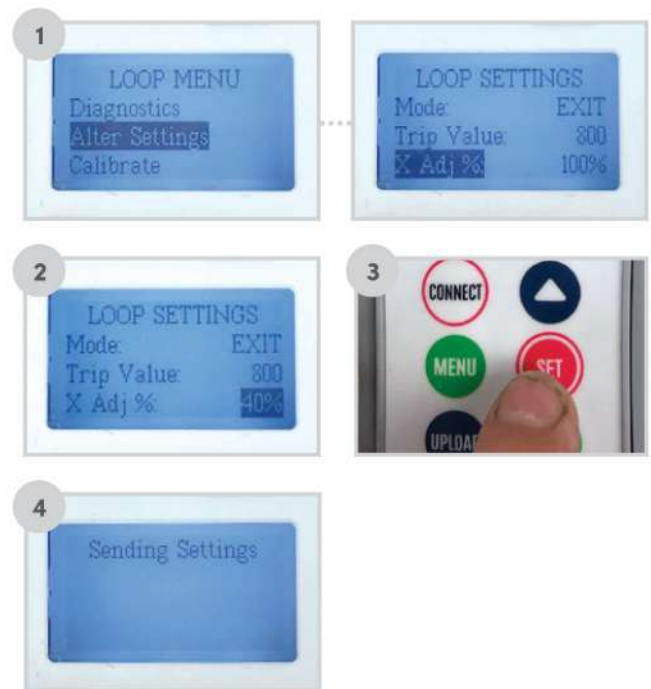 1
LOOP MENU
Diagnostics
Alter Settings
Calibrate
LOOP SETTINGS
Mode: EXIT
Trip Value: 800
X Adj %: 100%
2
LOOP SETTINGS
Mode: EXIT
Trip Value: 800
X Adj %: 40%
3
CONNECT
MENU
SET
4
Sending Settings